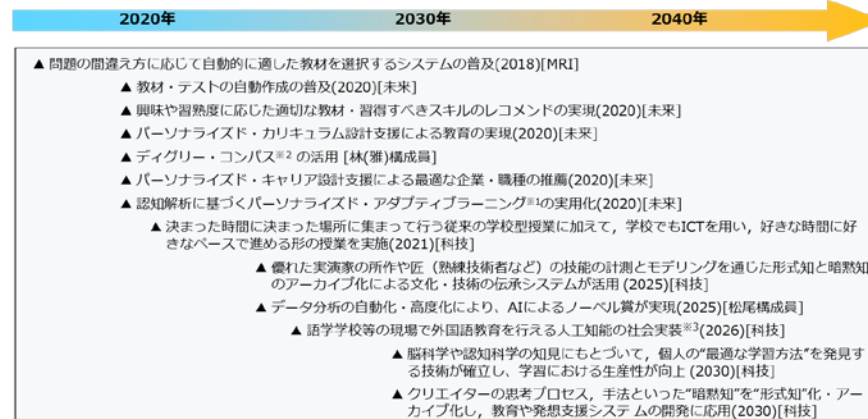 2020年 2030年 2040年
▲ 問題の間違え方に応じて自動的に適した教材を選択するシステムの普及(2018)[MRI]
▲ 教材・テストの自動作成の普及(2020)[未来]
▲ 興味や習熟度に応じた適切な教材・習得すべきスキルのレコメンドの実現(2020)[未来]
▲ パーソナライズド・カリキュラム設計支援による教育の実現(2020)[未来]
▲ ディグリー・コンパス※2 の活用 [林(雅)構成員]
▲ パーソナライズド・キャリア設計支援による最適な企業・職種の推薦(2020)[未来]
▲ 認知解析に基づくパーソナライズド・アダプティブラーニング※1の実用化(2020)[未来]
▲ 決まった時間に決まった場所に集まって行う従来の学校型授業に加えて，学校でもICTを用い，好きな時間に好
きなペースで進める形の授業を実施(2021)[科技]
▲ 優れた実演家の所作や匠（熟練技術者など）の技能の計測とモデリングを通じた形式知と暗黙知
のアーカイブ化による文化・技術の伝承システムが活用 (2025)[科技]
▲ データ分析の自動化・高度化により、AIによるノーベル賞が実現(2025)[松尾構成員]
▲ 語学学校等の現場で外国語教育を行える人工知能の社会実装※3(2026)[科技]
▲ 脳科学や認知科学の知見にもとづいて，個人の"最適な学習方法"を発見す
る技術が確立し、学習における生産性が向上 (2030)[科技]
▲ クリエイターの思考プロセス，手法といった"暗黙知"を"形式知"化・アー
カイブ化し，教育や発想支援システムの開発に応用(2030)[科技]